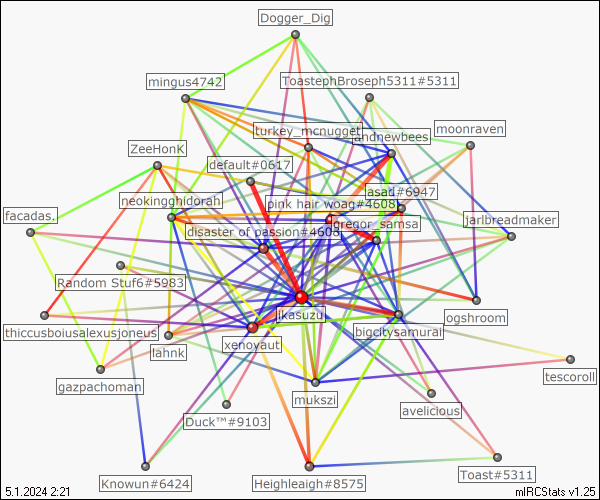 Dogger_Dig
mingus4742
ToastephBroseph5311#5311
turkey_mcnugget
andnewbees
moonraven
ZeeHonK
default#0617
asad#6947
neokingghidorah
pink hair woag#4608
facadas.
disaster of passion#4608
gregor_samsa
jarlbreadmaker
Random Stuf6#5983
jikasuzu
ogshroom
thiccusboiusalexusjoneus
lahnk
xenoyaut
bigcitysamurai
gazpachoman
mukszi
tescoroll
Duck™#9103
avelicious
Knowun#6424
Heighleaigh#8575
Toast#5311
5.1.2024 2:21
mIRCStats v1.25